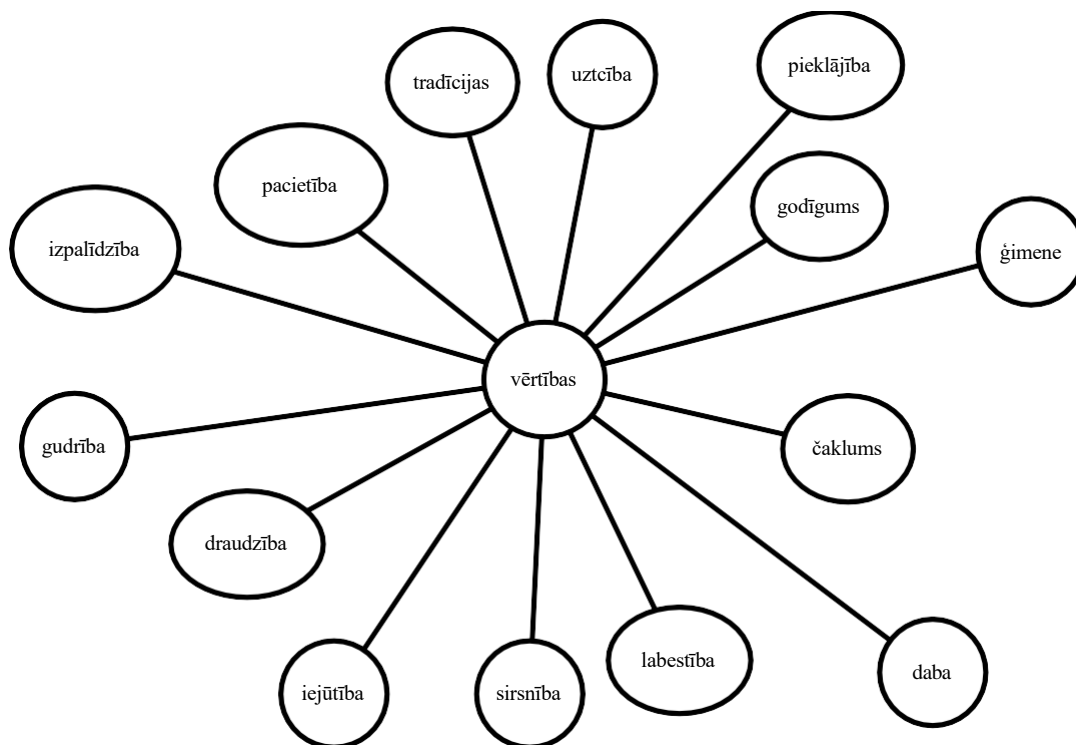 tradīcijas
uztcība
pieklājība
pacietība
godīgums
izpalīdzība
ģimene
vērtības
gudrība
čaklums
draudzība
iejūtība
sirsnība
labestība
daba